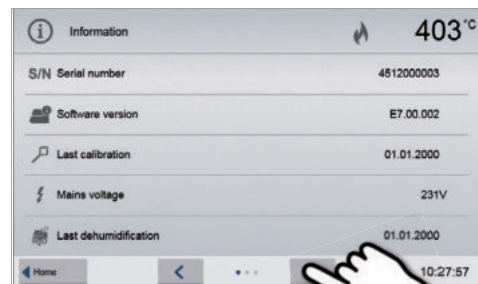 Information 403 °C
S/N Serial number 4512000003
Software version E7.00.002
Last calibration 01.01.2000
Mains voltage 231V
Last dehumidification 01.01.2000
Home 10:27:57